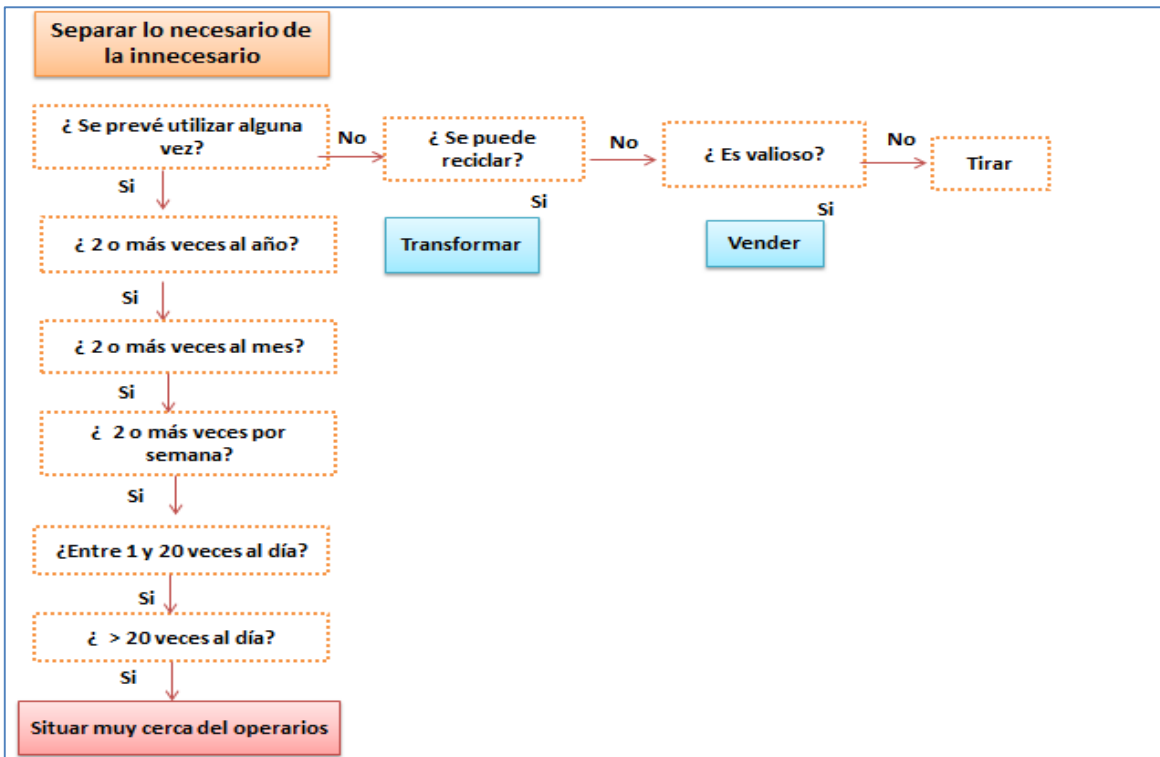 Separar lo necesario de
la innecesario
¿ Se prevé utilizar alguna
vez?
No
¿ Se puede
reciclar?
No
¿ Es valioso?
No
Tirar
Si
Si
Si
¿ 2 o más veces al año?
Transformar
Vender
Si
¿ 2 o más veces al mes?
Si
¿ 2 o más veces por
semana?
Si
¿Entre 1 y 20 veces al día?
Si
¿ > 20 veces al día?
Si
Situar muy cerca del operarios